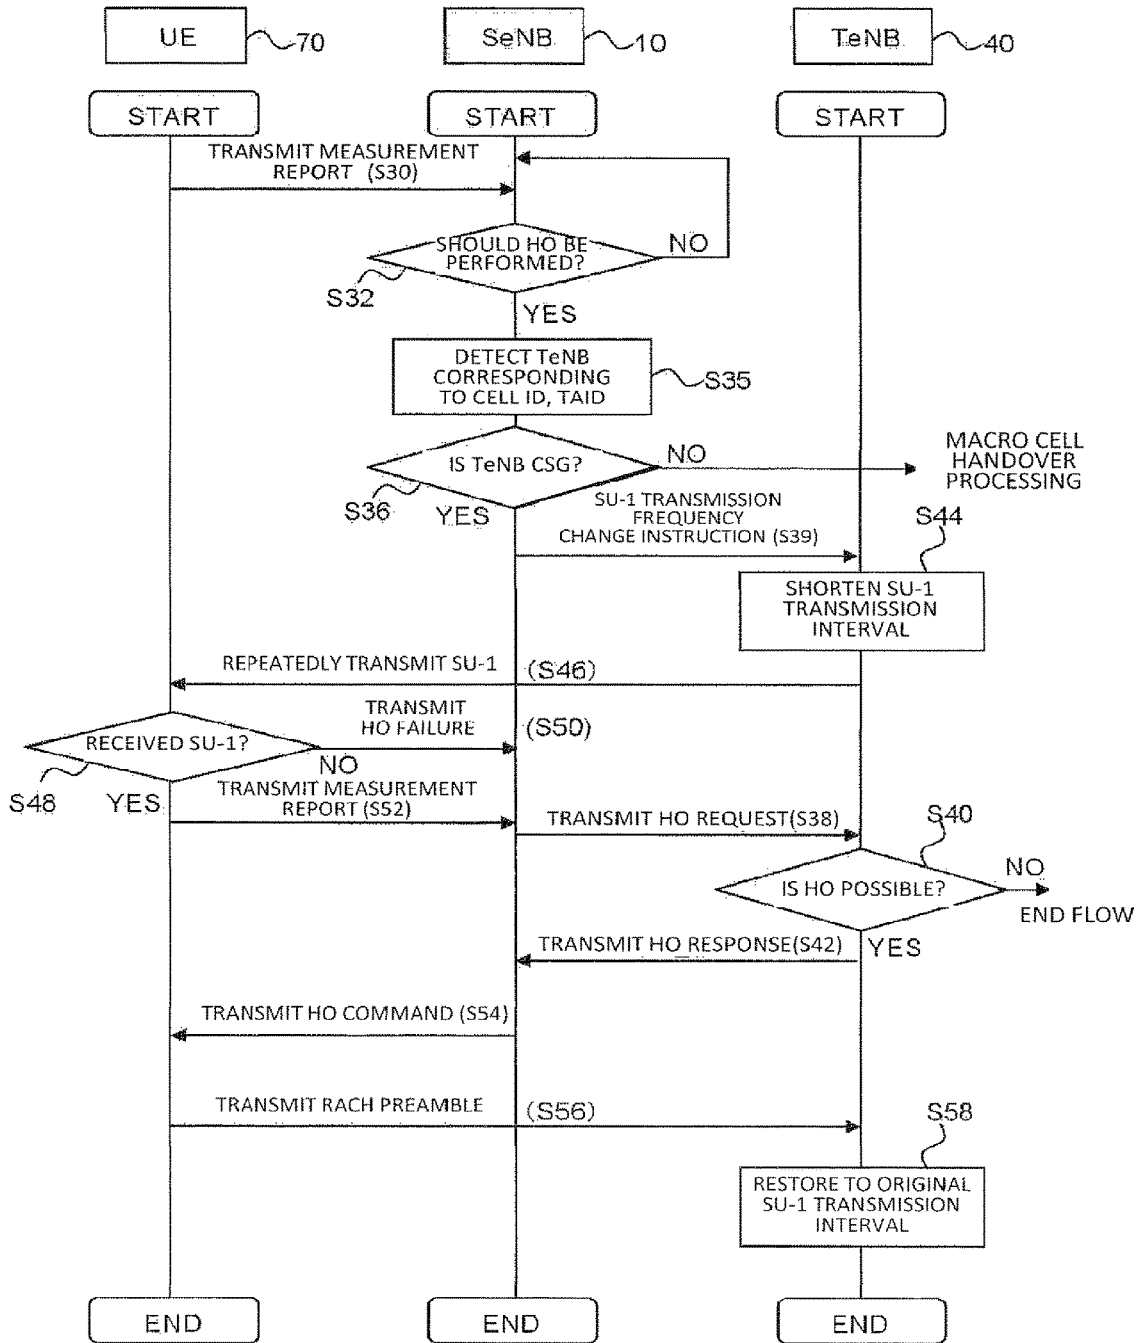 UE
70
SeNB
10
TeNB
40
START
START
START
TRANSMIT MEASUREMENT
REPORT (S30)
SHOULD HO BE
PERFORMED?
NO
S32
YES
DETECT TeNB
CORRESPONDING
TO CELL ID, TAID
S35
IS TeNB CSG?
NO
MACRO CELL
HANDOVER
PROCESSING
S36
YES
SU-1 TRANSMISSION
FREQUENCY
CHANGE INSTRUCTION (S39)
S44
SHORTEN SU-1
TRANSMISSION
INTERVAL
REPEATEDLY TRANSMIT SU-1
(S46)
TRANSMIT
HO FAILURE
(S50)
RECEIVED SU-1?
NO
S48
YES
TRANSMIT MEASUREMENT
REPORT (S52)
TRANSMIT HO REQUEST(S38)
S40
IS HO POSSIBLE?
NO
END FLOW
YES
TRANSMIT HO RESPONSE(S42)
TRANSMIT HO COMMAND (S54)
TRANSMIT RACH PREAMBLE
(S56)
S58
RESTORE TO ORIGINAL
SU-1 TRANSMISSION
INTERVAL
END
END
END